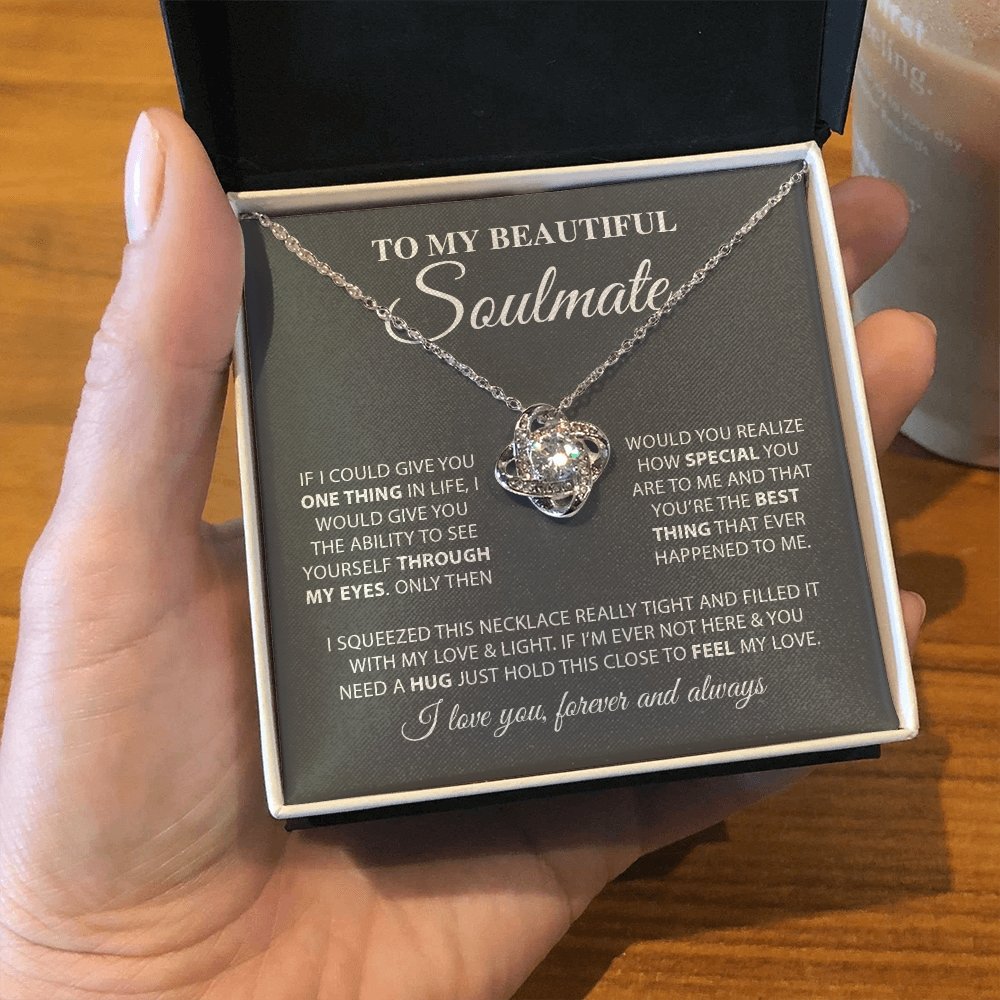 TO MY BEAUTIFUL
Soulmate
IF I COULD GIVE YOU
ONE THING IN LIFE, I
WOULD GIVE YOU
THE ABILITY TO SEE
YOURSELF THROUGH
MY EYES. ONLY THEN
WOULD YOU REALIZE
HOW SPECIAL YOU
ARE TO ME AND THAT
YOU'RE THE BEST
THING THAT EVER
HAPPENED TO ME.
I SQUEEZED THIS NECKLACE REALLY TIGHT AND FILLED IT
WITH MY LOVE & LIGHT. IF I'M EVER NOT HERE & YOU
NEED A HUG JUST HOLD THIS CLOSE TO FEEL MY LOVE.
I love you, forever and always